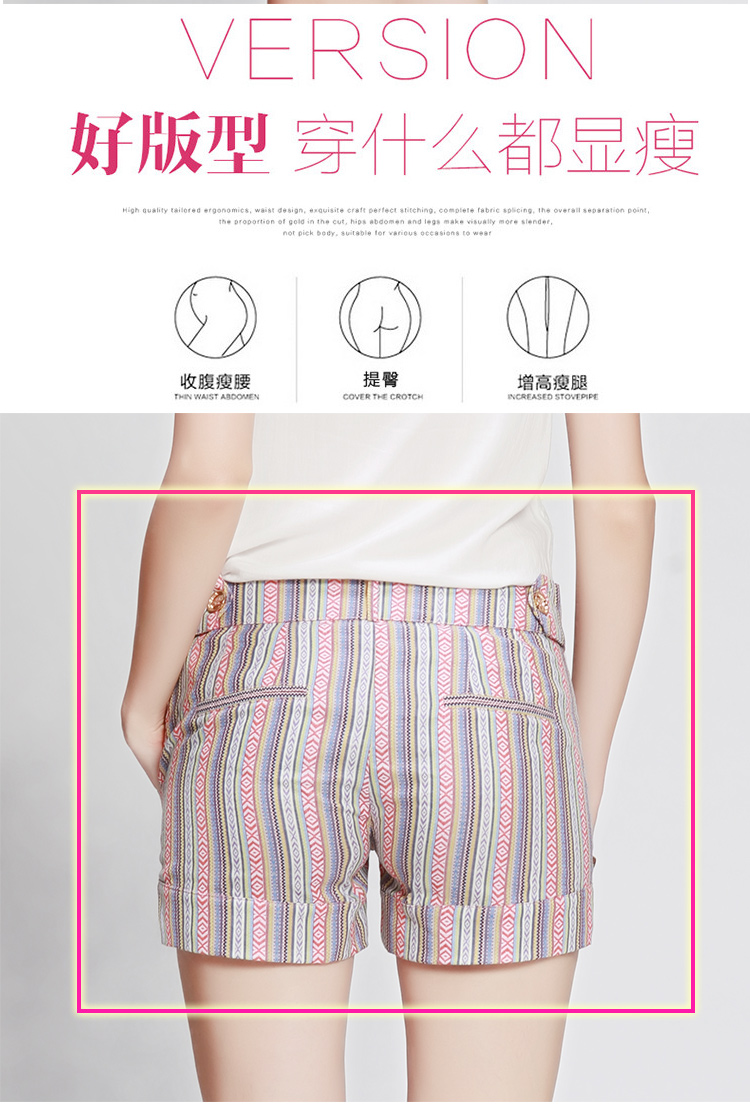 VERSION
好版型 穿什么都显瘦
High quality tailored ergonomics, waist design, exquisite craft perfect stitching, complete fabric splicing, the overall separation point,
the proportion of gold in the cut, hips abdomen and legs make visually more slender,
not pick body, suitable for various occasions to wear
收腹瘦腰
THIN WAIST ABDOMEN
提臀
COVER THE CROTCH
增高瘦腿
INCREASED STOVEPIPE